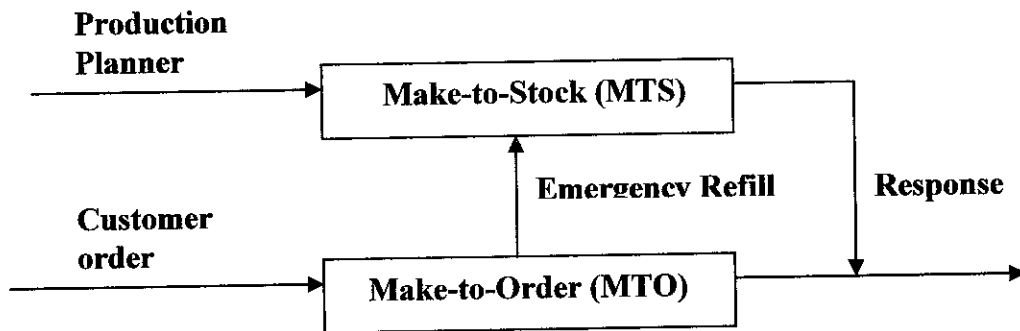 Production
Planner
Make-to-Stock (MTS)
Emergency Refill
Response
Customer
order
Make-to-Order (MTO)